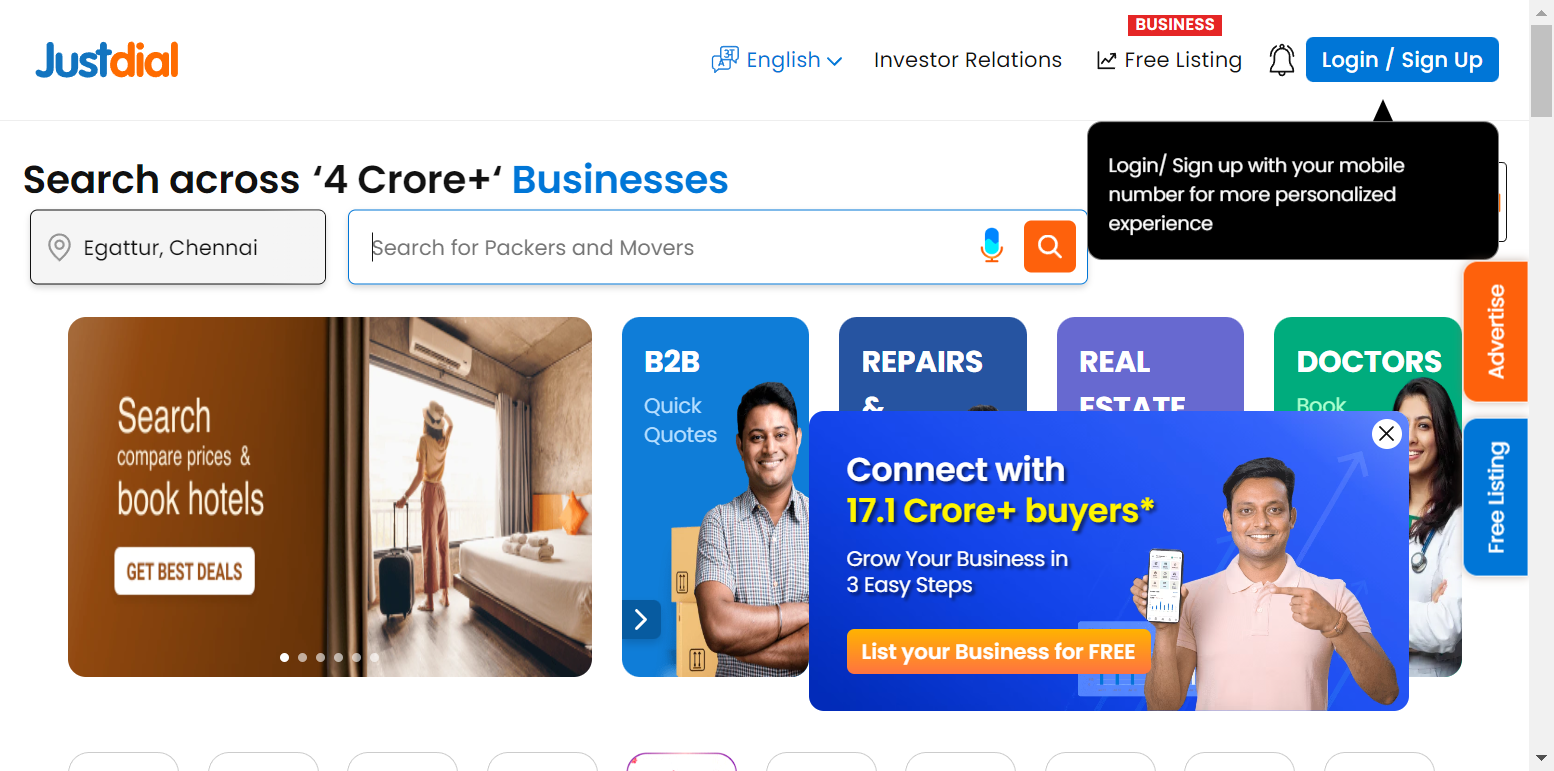 Justdial
BUSINESS
English
Investor Relations
Free Listing
Login / Sign Up
Login/ Sign up with your mobile
number for more personalized
experience
Search across ‘4 Crore+‘ Businesses
Egattur, Chennai
Search for Packers and Movers
Advertise
Free Listing
Search
compare prices &
book hotels
GET BEST DEALS
B2B
Quick
Quotes
REPAIRS
&
REAL
ESTATE
DOCTORS
Book
Connect with
17.1 Crore+ buyers*
Grow Your Business in
3 Easy Steps
List your Business for FREE